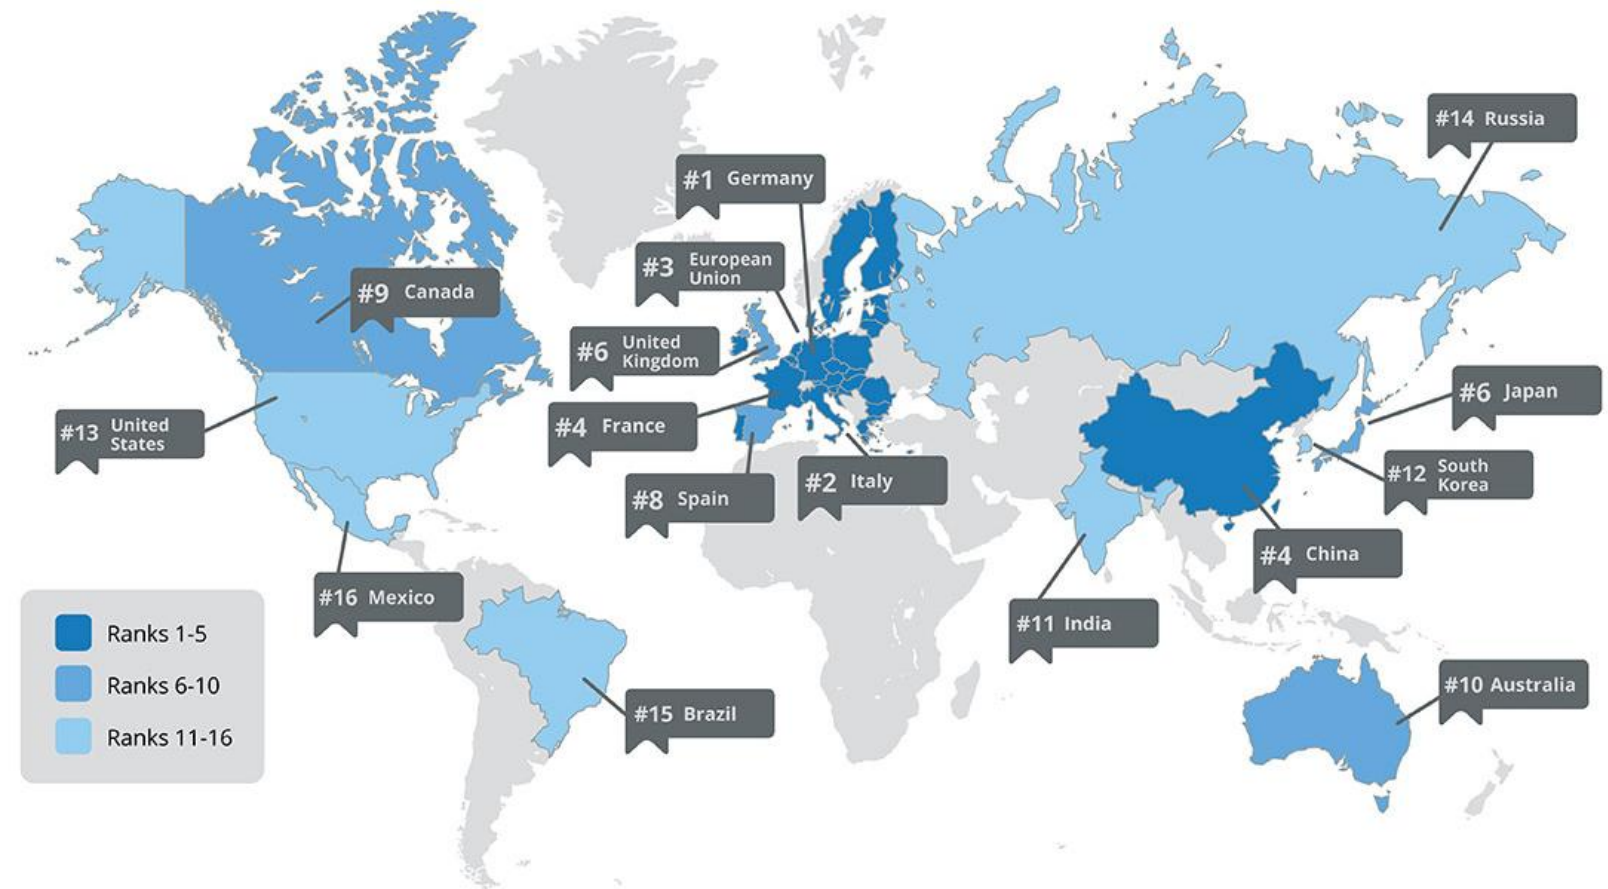 #14 Russia
#1 Germany
#3 European
Union
#9 Canada
#6 United
Kingdom
#6 Japan
#13 United
States
#4 France
#12 South
Korea
#2 Italy
#8 Spain
#4 China
#16 Mexico
#11 India
#10 Australia
#15 Brazil
Ranks 1-5
Ranks 6-10
Ranks 11-16